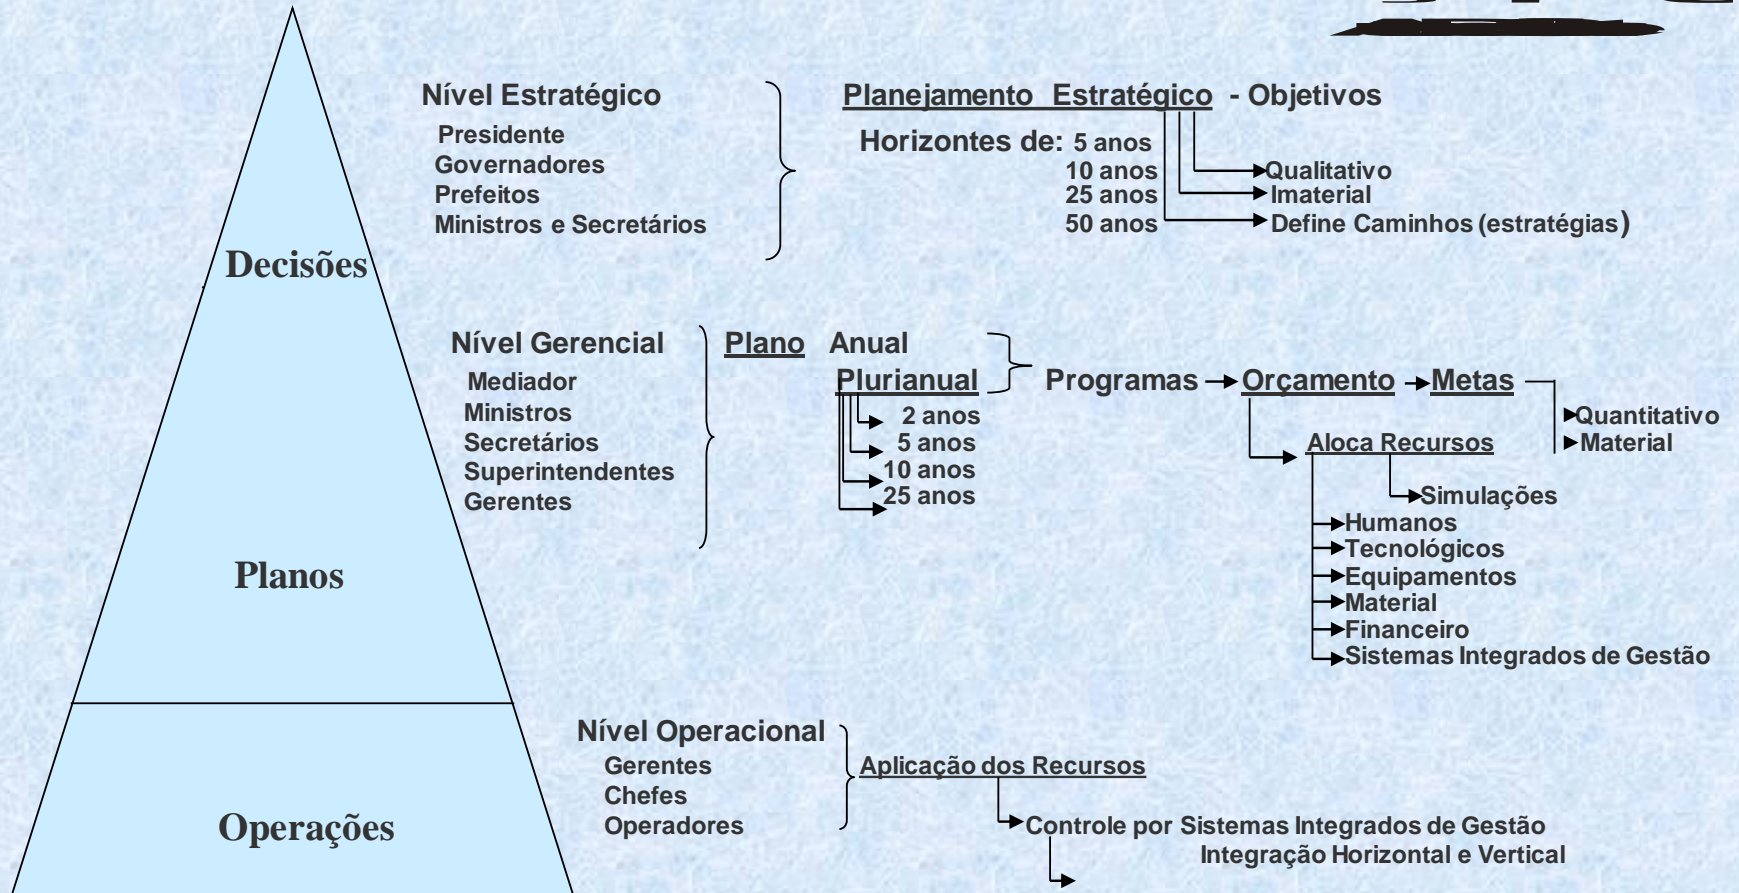 Nível Estratégico
Presidente
Governadores
Prefeitos
Ministros e Secretários
Planejamento Estratégico - Objetivos
Horizontes de: 5 anos
10 anos
25 anos
50 anos
Qualitativo
Imaterial
Define Caminhos (estratégias)
Decisões
Nível Gerencial
Mediador
Ministros
Secretários
Superintendentes
Gerentes
Plano Anual
Plurianual
2 anos
5 anos
10 anos
25 anos
Programas
Orçamento
Metas
Quantitativo
Material
Aloca Recursos
Simulações
Humanos
Tecnológicos
Equipamentos
Material
Financeiro
Sistemas Integrados de Gestão
Planos
Nível Operacional
Gerentes
Chefes
Operadores
Aplicação dos Recursos
Controle por Sistemas Integrados de Gestão
Integração Horizontal e Vertical
Operações